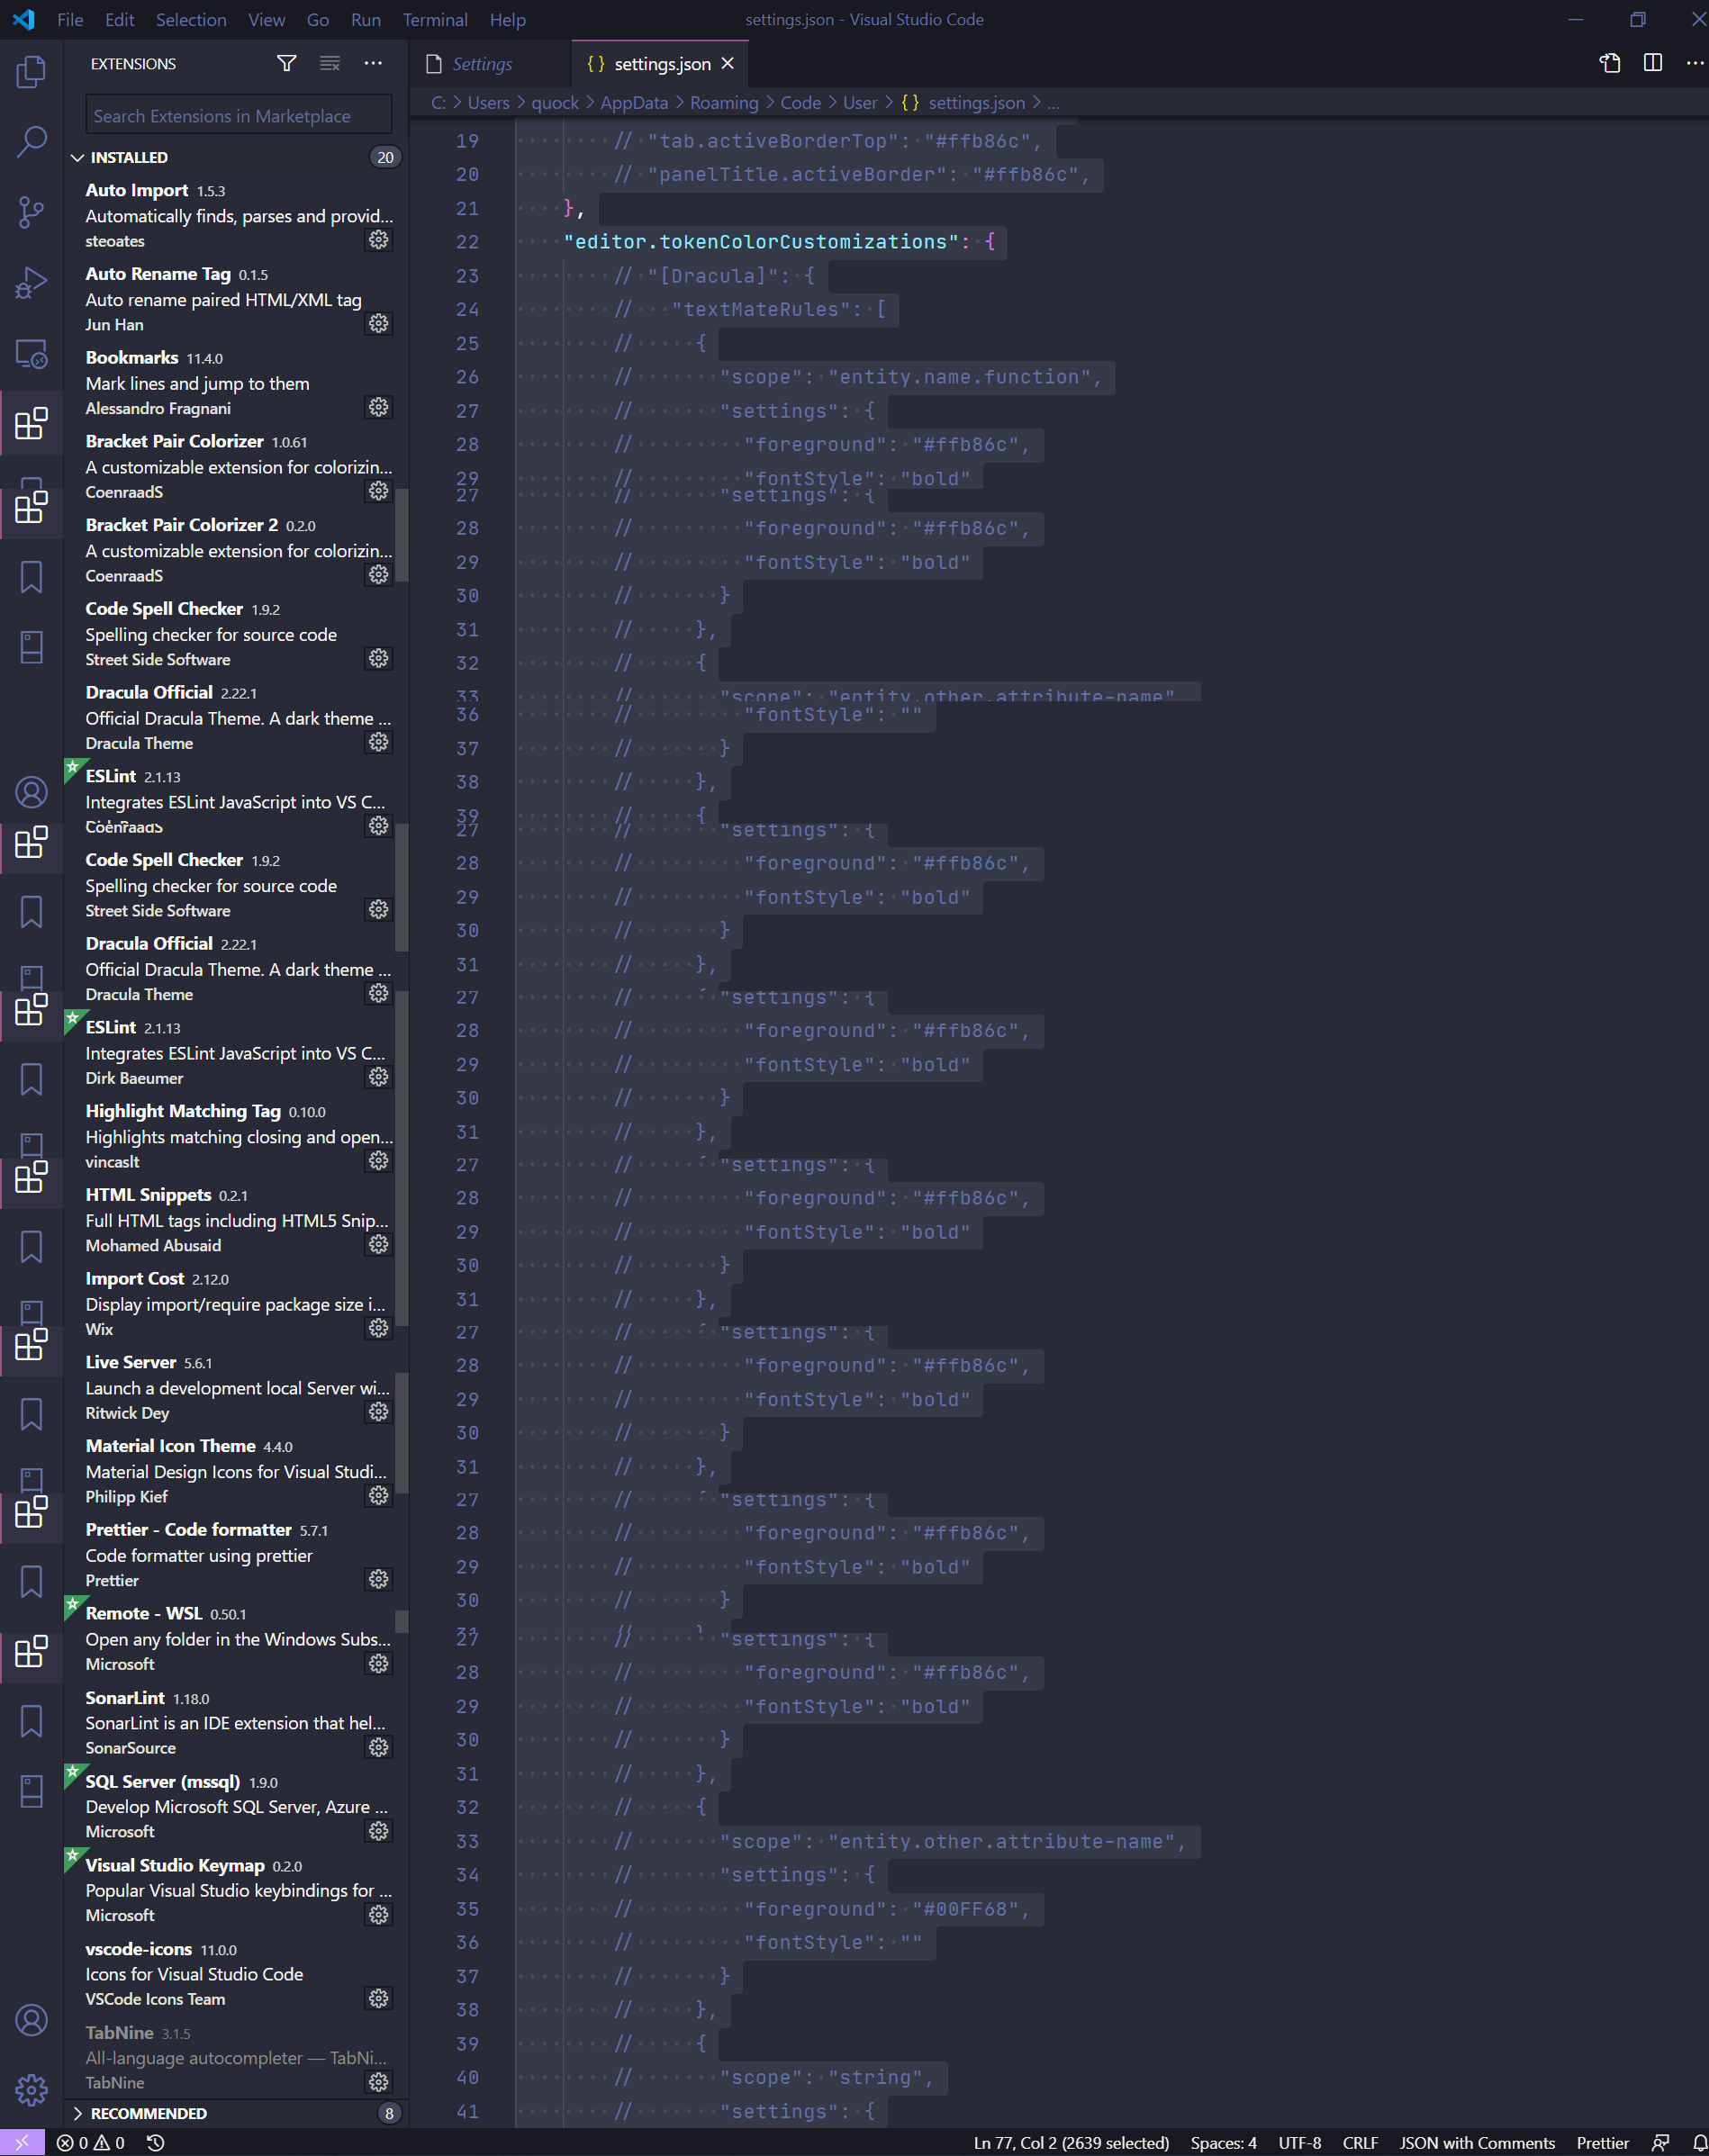 File Edit Selection View Go Run Terminal Help
settings.json - Visual Studio Code
EXTENSIONS
Search Extensions in Marketplace
INSTALLED 20
Auto Import 1.5.3
Automatically finds, parses and provid...
steoates
Auto Rename Tag 0.1.5
Auto rename paired HTML/XML tag
Jun Han
Bookmarks 11.4.0
Mark lines and jump to them
Alessandro Fragnani
Bracket Pair Colorizer 1.0.61
A customizable extension for colorizin...
CoenraadS
Bracket Pair Colorizer 2 0.2.0
A customizable extension for colorizin...
CoenraadS
Code Spell Checker 1.9.2
Spelling checker for source code
Street Side Software
Dracula Official 2.22.1
Official Dracula Theme. A dark theme ...
Dracula Theme
ESLint 2.1.13
Integrates ESLint JavaScript into VS C...
CoenraadS
Code Spell Checker 1.9.2
Spelling checker for source code
Street Side Software
Dracula Official 2.22.1
Official Dracula Theme. A dark theme ...
Dracula Theme
ESLint 2.1.13
Integrates ESLint JavaScript into VS C...
Dirk Baeumer
Highlight Matching Tag 0.10.0
Highlights matching closing and open...
vincaslt
HTML Snippets 0.2.1
Full HTML tags including HTML5 Snip...
Mohamed Abusaid
Import Cost 2.12.0
Display import/require package size i...
Wix
Live Server 5.6.1
Launch a development local Server wi...
Ritwick Dey
Material Icon Theme 4.4.0
Material Design Icons for Visual Studi...
Philipp Kief
Prettier - Code formatter 5.7.1
Code formatter using prettier
Prettier
Remote - WSL 0.50.1
Open any folder in the Windows Subs...
Microsoft
SonarLint 1.18.0
SonarLint is an IDE extension that hel...
SonarSource
SQL Server (mssql) 1.9.0
Develop Microsoft SQL Server, Azure ...
Microsoft
Visual Studio Keymap 0.2.0
Popular Visual Studio keybindings for ...
Microsoft
vscode-icons 11.0.0
Icons for Visual Studio Code
VSCode Icons Team
TabNine 3.1.5
All-language autocompleter — TabNi...
TabNine
RECOMMENDED 8
Settings
{ } settings.json
C: > Users > quock > AppData > Roaming > Code > User > { } settings.json > ...
19 // "tab.activeBorderTop": "#ffb86c",
20 // "panelTitle.activeBorder": "#ffb86c",
21 },
22 "editor.tokenColorCustomizations": {
23 // "[Dracula]": {
24 // "textMateRules": [
25 // {
26 // "scope": "entity.name.function",
27 // "settings": {
28 // "foreground": "#ffb86c",
29 // "fontStyle": "bold"
27 // "settings": {
28 // "foreground": "#ffb86c",
29 // "fontStyle": "bold"
30 // }
31 // },
32 // {
33 // "scope": "entity.other.attribute-name"
36 // "fontStyle": ""
37 // }
38 // },
39 // {
27 // "settings": {
28 // "foreground": "#ffb86c",
29 // "fontStyle": "bold"
30 // }
31 // },
27 // "settings": {
28 // "foreground": "#ffb86c",
29 // "fontStyle": "bold"
30 // }
31 // },
27 // "settings": {
28 // "foreground": "#ffb86c",
29 // "fontStyle": "bold"
30 // }
31 // },
27 // "settings": {
28 // "foreground": "#ffb86c",
29 // "fontStyle": "bold"
30 // }
31 // },
27 // "settings": {
28 // "foreground": "#ffb86c",
29 // "fontStyle": "bold"
30 // }
27 // "settings": {
28 // "foreground": "#ffb86c",
29 // "fontStyle": "bold"
30 // }
31 // },
32 // {
33 // "scope": "entity.other.attribute-name",
34 // "settings": {
35 // "foreground": "#00FF68",
36 // "fontStyle": ""
37 // }
38 // },
39 // {
40 // "scope": "string",
41 // "settings": {
0 0
Ln 77, Col 2 (2639 selected) Spaces: 4 UTF-8 CRLF JSON with Comments Prettier